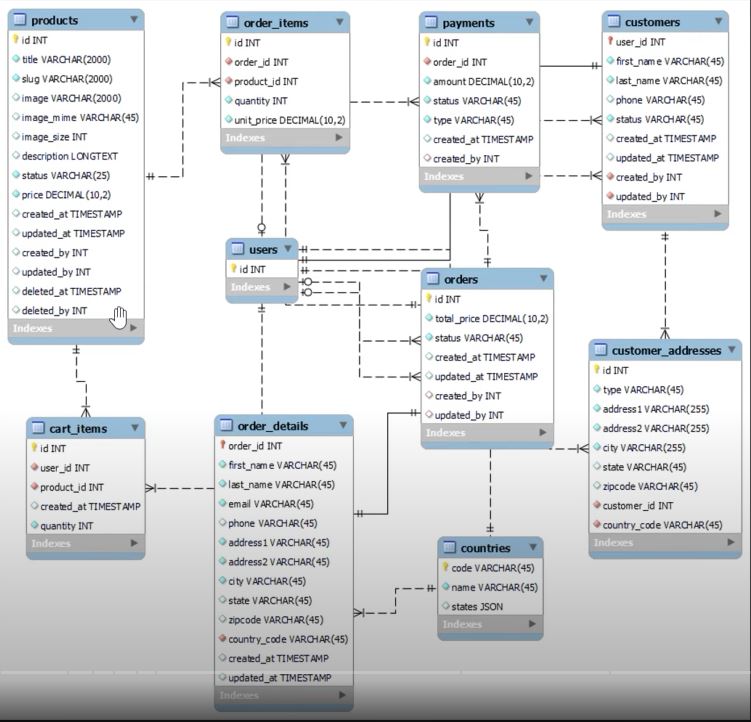 products
id INT
title VARCHAR(2000)
slug VARCHAR(2000)
image VARCHAR(2000)
image_mime VARCHAR(45)
image_size INT
description LONGTEXT
status VARCHAR(25)
price DECIMAL (10,2)
created_at TIMESTAMP
updated_at TIMESTAMP
created_by INT
updated_by INT
deleted_at TIMESTAMP
deleted_by INT
Indexes
order_items
id INT
order_id INT
product_id INT
quantity INT
unit_price DECIMAL(10,2)
Indexes
payments
id INT
order_id INT
amount DECIMAL(10,2)
status VARCHAR(45)
type VARCHAR(45)
created_at TIMESTAMP
created_by INT
Indexes
customers
user_id INT
first_name VARCHAR(45)
last_name VARCHAR(45)
phone VARCHAR(45)
status VARCHAR(45)
created_at TIMESTAMP
updated_at TIMESTAMP
created_by INT
updated_by INT
Indexes
users
id INT
Indexes
orders
id INT
total_price DECIMAL(10,2)
status VARCHAR(45)
created_at TIMESTAMP
updated_at TIMESTAMP
created_by INT
updated_by INT
Indexes
customer_addresses
id INT
type VARCHAR(45)
address1 VARCHAR(255)
address2 VARCHAR(255)
city VARCHAR(255)
state VARCHAR(45)
zipcode VARCHAR(45)
customer_id INT
country_code VARCHAR(45)
Indexes
cart_items
id INT
user_id INT
product_id INT
created_at TIMESTAMP
quantity INT
Indexes
order_details
order_id INT
first_name VARCHAR(45)
last_name VARCHAR(45)
email VARCHAR(45)
phone VARCHAR(45)
address1 VARCHAR(45)
address2 VARCHAR(45)
city VARCHAR(45)
state VARCHAR(45)
zipcode VARCHAR(45)
country_code VARCHAR(45)
created_at TIMESTAMP
updated_at TIMESTAMP
Indexes
countries
code VARCHAR(45)
name VARCHAR(45)
states JSON
Indexes